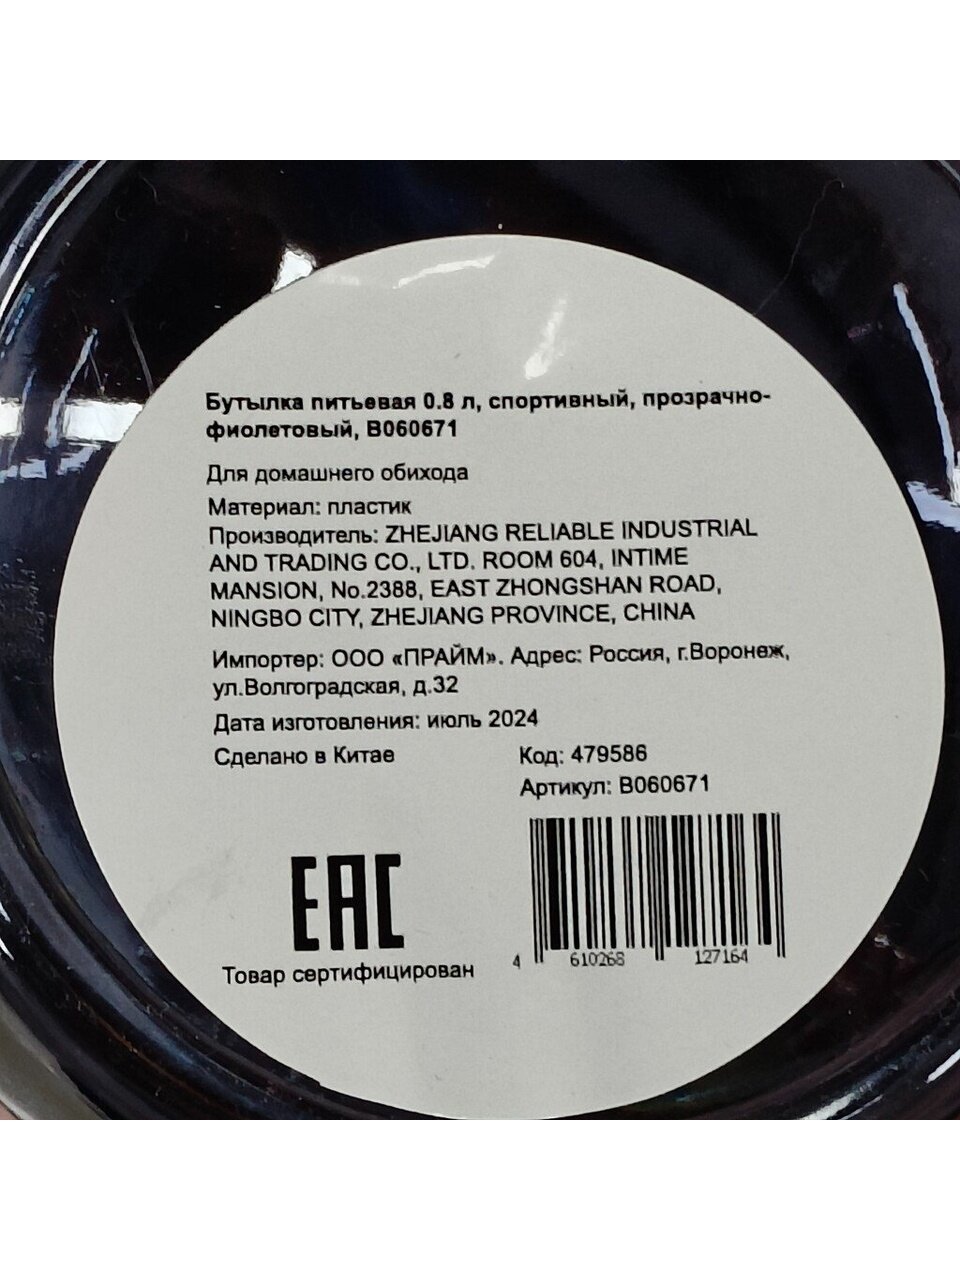 Бутылка питьевая 0.8 л, спортивный, прозрачно-
фиолетовый, B060671
Для домашнего обихода
Материал: пластик
Производитель: ZHEJIANG RELIABLE INDUSTRIAL
AND TRADING CO., LTD. ROOM 604, INTIME
MANSION, No.2388, EAST ZHONGSHAN ROAD,
NINGBO CITY, ZHEJIANG PROVINCE, CHINA
Импортер: ООО «ПРАЙМ». Адрес: Россия, г.Воронеж,
ул.Волгоградская, д.32
Дата изготовления: июль 2024
Сделано в Китае
Код: 479586
Артикул: B060671
EAC
Товар сертифицирован
4 610268 127164